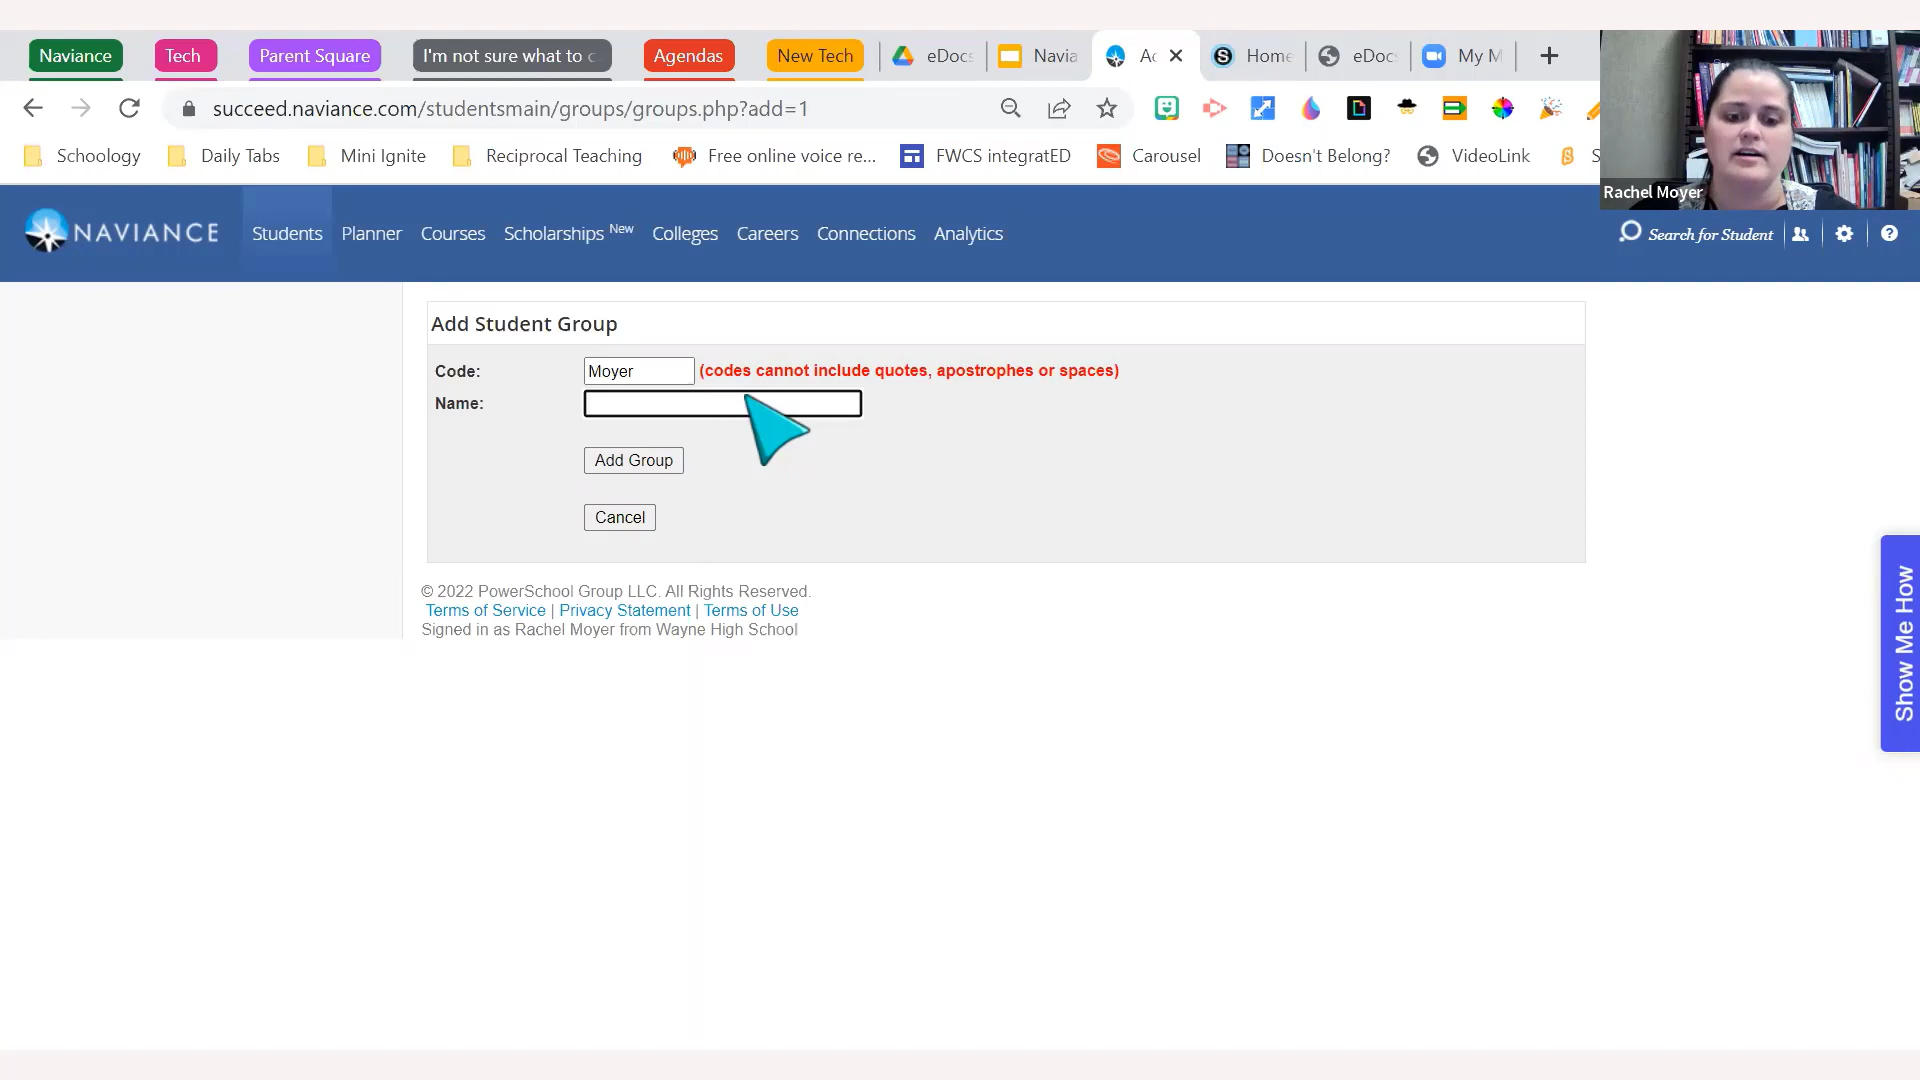 Naviance Tech Parent Square I'm not sure what to c Agendas New Tech eDocs Navia Ac Home eDoc My M
succeed.naviance.com/studentsmain/groups/groups.php?add=1
Schoology Daily Tabs Mini Ignite Reciprocal Teaching Free online voice re... FWCS integratED Carousel Doesn't Belong? VideoLink S
Rachel Moyer
NAVIANCE Students Planner Courses Scholarships New Colleges Careers Connections Analytics Search for Student
Add Student Group
Code: Moyer (codes cannot include quotes, apostrophes or spaces)
Name:
Add Group
Cancel
© 2022 PowerSchool Group LLC. All Rights Reserved.
Terms of Service | Privacy Statement | Terms of Use
Signed in as Rachel Moyer from Wayne High School
Show Me How